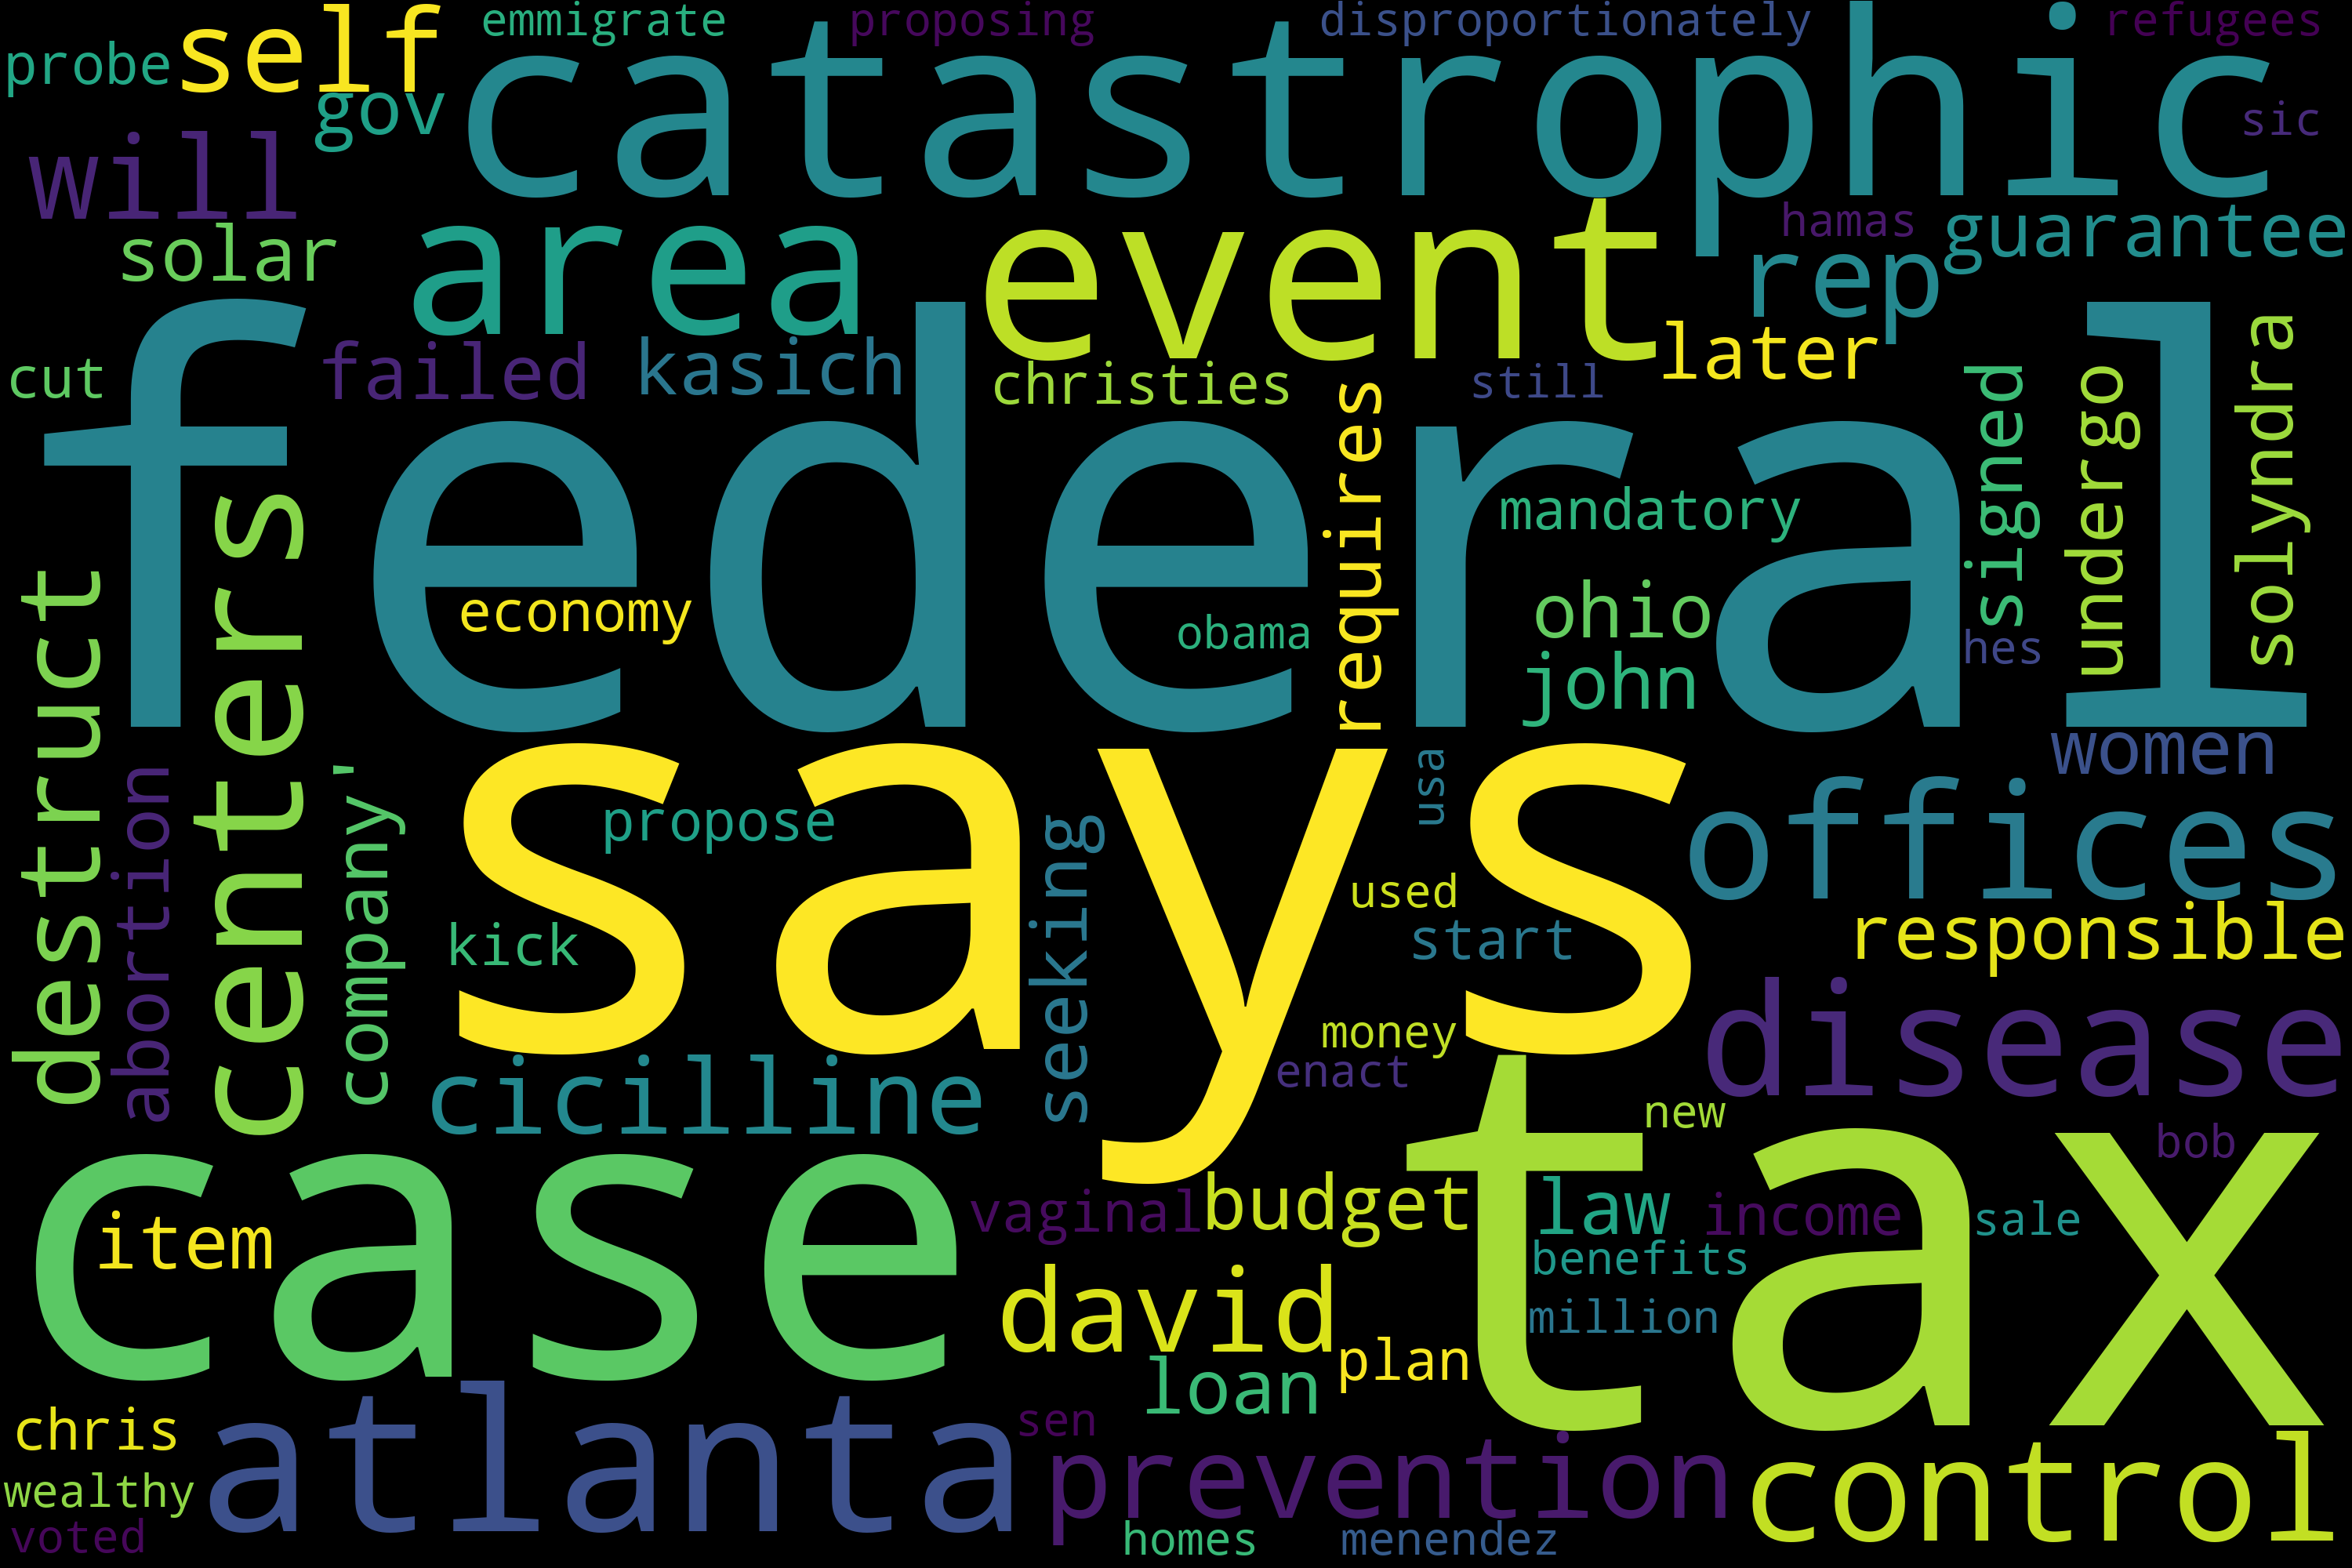 emmigrate
proposing
disproportionately
refugees
probe
self
catastrophic
gov
sic
will
solar
area
event
hamas
guarantee
rep
later
cut
failed
kasich
christies
still
federal
requires
mandatory
signed
undergo
solyndra
economy
obama
ohio
john
hes
destruct
centers
abortion
company'
says
propose
seeking
usa
women
offices
kick
used
start
responsible
money
enact
disease
cicilline
new
tax
bob
case
item
vaginal
budget
law
income
sale
benefits
david
million
plan
loan
chris
atlanta
sen
prevention
control
wealthy
voted
homes
menendez